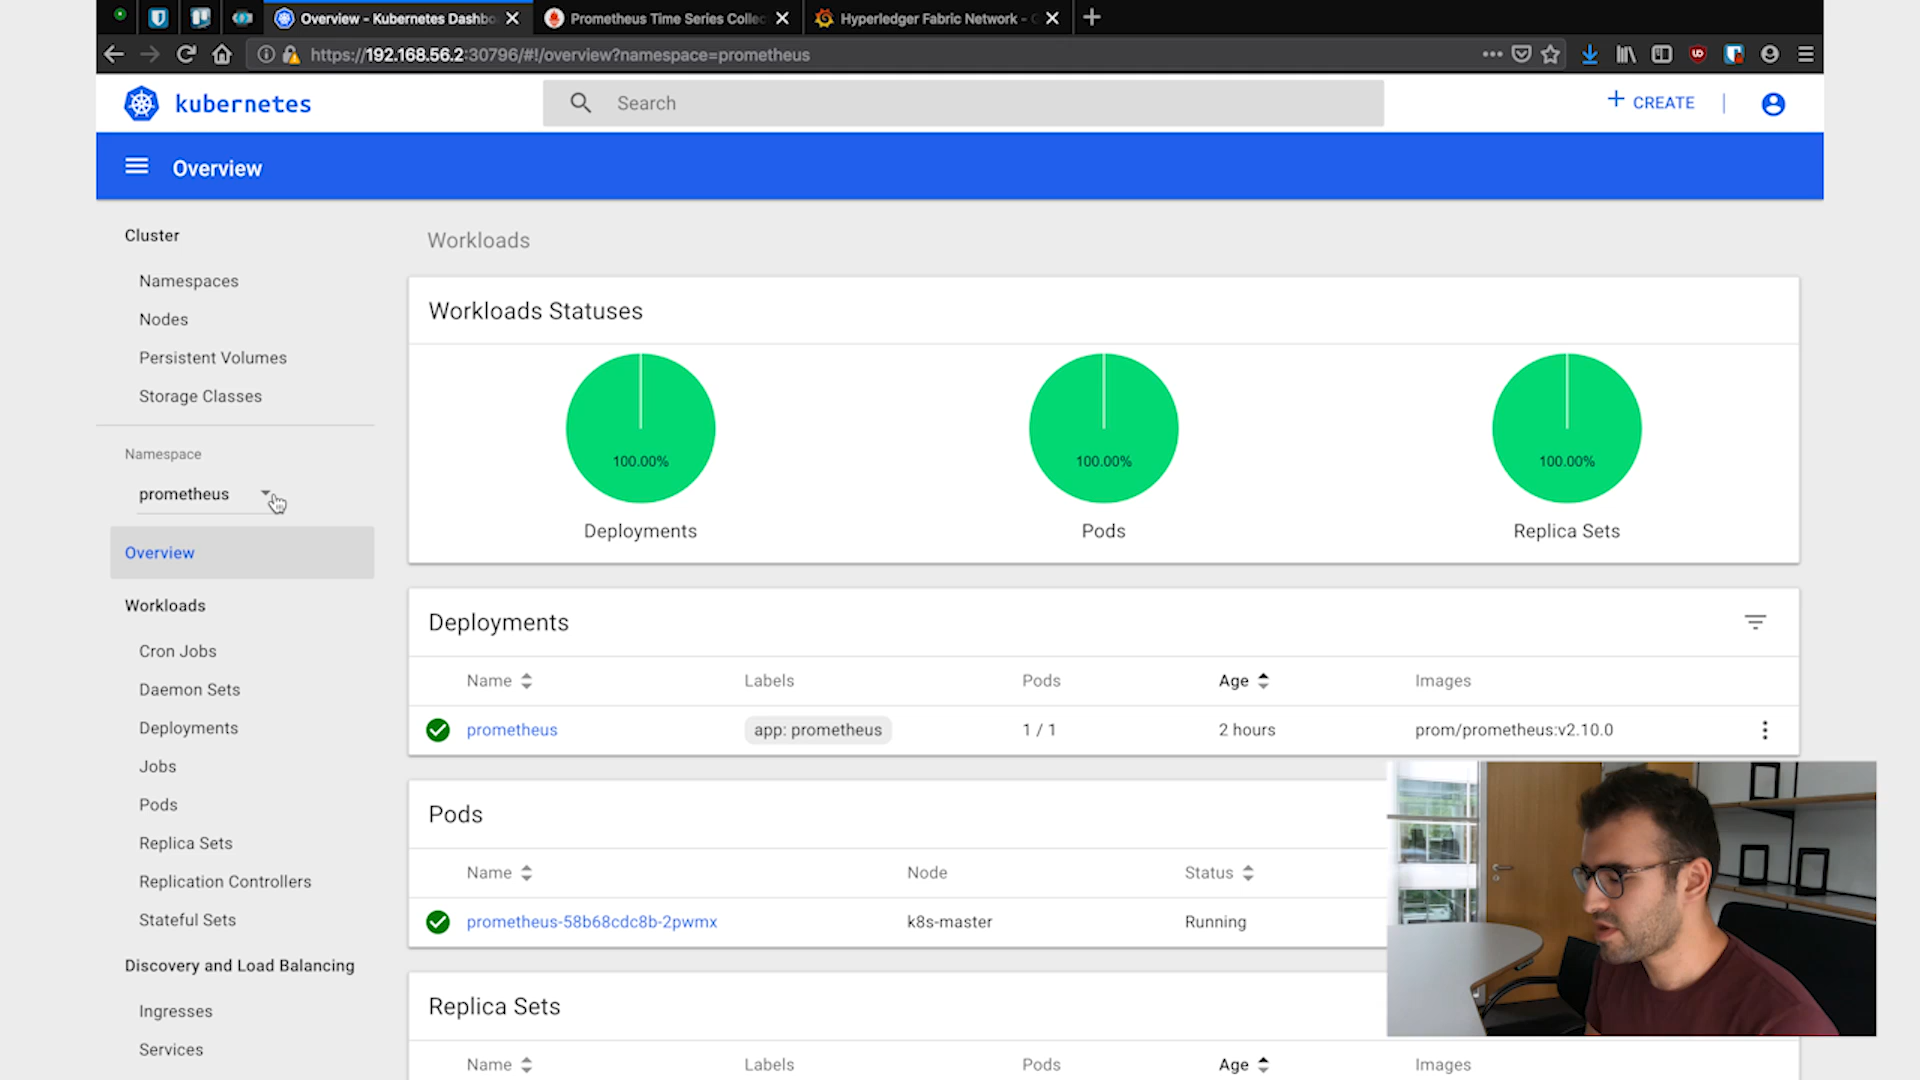 Overview - Kubernetes Dashbo
Prometheus Time Series Collec
Hyperledger Fabric Network -
https://192.168.56.2:30796/#!/overview?namespace=prometheus
kubernetes
Search
+ CREATE
Overview
Cluster
Namespaces
Nodes
Persistent Volumes
Storage Classes
Namespace
prometheus
Overview
Workloads
Cron Jobs
Daemon Sets
Deployments
Jobs
Pods
Replica Sets
Replication Controllers
Stateful Sets
Discovery and Load Balancing
Ingresses
Services
Workloads
Workloads Statuses
100.00% 100.00% 100.00%
Deployments Pods Replica Sets
Deployments
Name Labels Pods Age Images
prometheus app: prometheus 1 / 1 2 hours prom/prometheus:v2.10.0
Pods
Name Node Status
prometheus-58b68cdc8b-2pwmx k8s-master Running
Replica Sets
Name Labels Pods Age Images